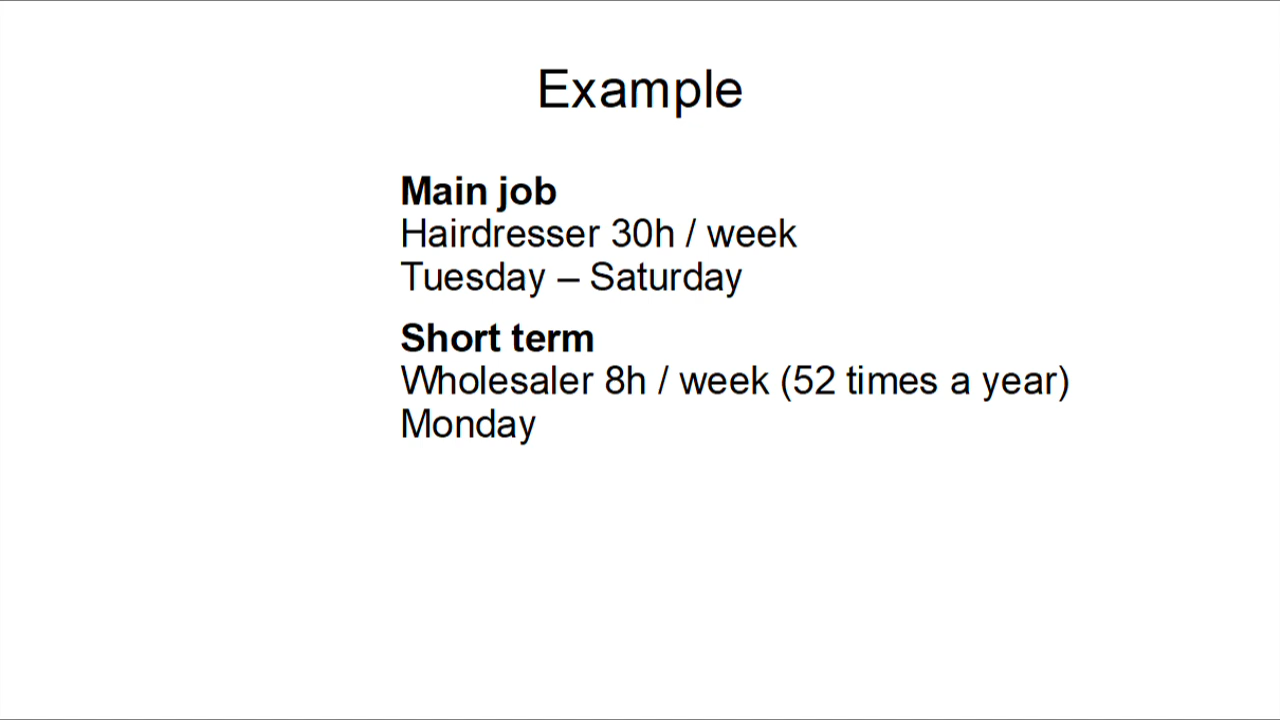 Example
Main job
Hairdresser 30h / week
Tuesday – Saturday
Short term
Wholesaler 8h / week (52 times a year)
Monday